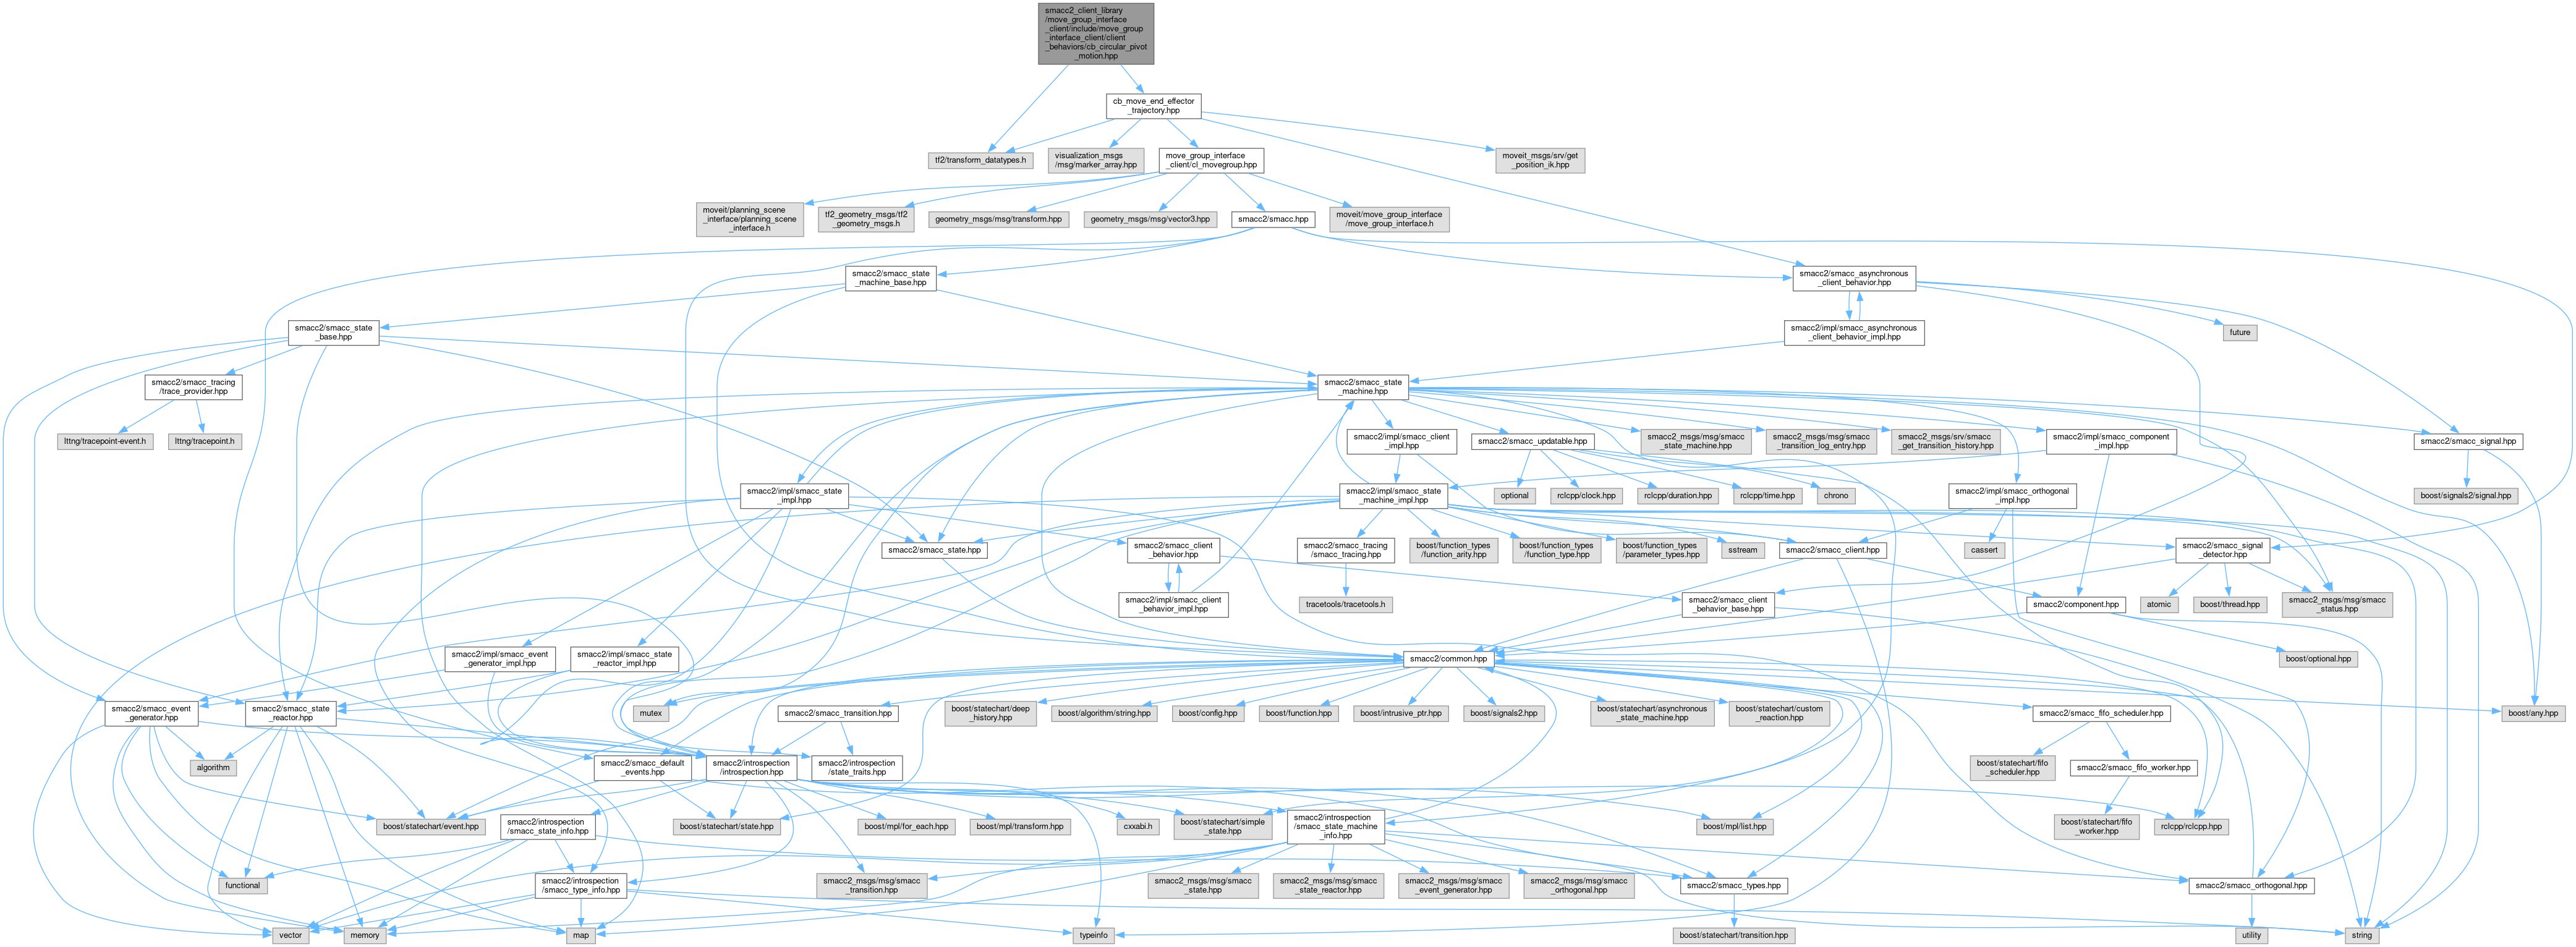 smacc2_client_library
/move_group_interface
_client/include/move_group
_interface_client/client
_behaviors/cb_circular_pivot
_motion.hpp
cb_move_end_effector
_trajectory.hpp
tf2/transform_datatypes.h
visualization_msgs
/msg/marker_array.hpp
move_group_interface
_client/cl_movegroup.hpp
moveit_msgs/srv/get
_position_ik.hpp
moveit/planning_scene
_interface/planning_scene
_interface.h
tf2_geometry_msgs/tf2
_geometry_msgs.h
geometry_msgs/msg/transform.hpp
geometry_msgs/msg/vector3.hpp
smacc2/smacc.hpp
moveit/move_group_interface
/move_group_interface.h
smacc2/smacc_state
_machine_base.hpp
smacc2/smacc_asynchronous
_client_behavior.hpp
smacc2/smacc_state
_base.hpp
smacc2/impl/smacc_asynchronous
_client_behavior_impl.hpp
future
smacc2/smacc_tracing
/trace_provider.hpp
smacc2/smacc_state
_machine.hpp
lttng/tracepoint-event.h
lttng/tracepoint.h
smacc2/impl/smacc_client
_impl.hpp
smacc2/smacc_updatable.hpp
smacc2_msgs/msg/smacc
_state_machine.hpp
smacc2_msgs/msg/smacc
_transition_log_entry.hpp
smacc2_msgs/srv/smacc
_get_transition_history.hpp
smacc2/impl/smacc_component
_impl.hpp
smacc2/smacc_signal.hpp
smacc2/impl/smacc_state
_impl.hpp
smacc2/impl/smacc_state
_machine_impl.hpp
optional
rclcpp/clock.hpp
rclcpp/duration.hpp
rclcpp/time.hpp
chrono
smacc2/impl/smacc_orthogonal
_impl.hpp
boost/signals2/signal.hpp
smacc2/smacc_state.hpp
smacc2/smacc_client
_behavior.hpp
smacc2/smacc_tracing
/smacc_tracing.hpp
boost/function_types
/function_arity.hpp
boost/function_types
/function_type.hpp
boost/function_types
/parameter_types.hpp
sstream
smacc2/smacc_client.hpp
cassert
smacc2/smacc_signal
_detector.hpp
smacc2/impl/smacc_client
_behavior_impl.hpp
tracetools/tracetools.h
smacc2/smacc_client
_behavior_base.hpp
smacc2/component.hpp
atomic
boost/thread.hpp
smacc2_msgs/msg/smacc
_status.hpp
smacc2/impl/smacc_event
_generator_impl.hpp
smacc2/impl/smacc_state
_reactor_impl.hpp
smacc2/common.hpp
boost/optional.hpp
smacc2/smacc_event
_generator.hpp
smacc2/smacc_state
_reactor.hpp
mutex
smacc2/smacc_transition.hpp
boost/statechart/deep
_history.hpp
boost/algorithm/string.hpp
boost/config.hpp
boost/function.hpp
boost/intrusive_ptr.hpp
boost/signals2.hpp
boost/statechart/asynchronous
_state_machine.hpp
boost/statechart/custom
_reaction.hpp
smacc2/smacc_fifo_scheduler.hpp
boost/any.hpp
algorithm
smacc2/smacc_default
_events.hpp
smacc2/introspection
/introspection.hpp
smacc2/introspection
/state_traits.hpp
boost/statechart/fifo
_scheduler.hpp
smacc2/smacc_fifo_worker.hpp
boost/statechart/event.hpp
smacc2/introspection
/smacc_state_info.hpp
boost/statechart/state.hpp
boost/mpl/for_each.hpp
boost/mpl/transform.hpp
cxxabi.h
boost/statechart/simple
_state.hpp
smacc2/introspection
/smacc_state_machine
_info.hpp
boost/mpl/list.hpp
boost/statechart/fifo
_worker.hpp
rclcpp/rclcpp.hpp
functional
smacc2/introspection
/smacc_type_info.hpp
smacc2_msgs/msg/smacc
_transition.hpp
smacc2_msgs/msg/smacc
_state.hpp
smacc2_msgs/msg/smacc
_state_reactor.hpp
smacc2_msgs/msg/smacc
_event_generator.hpp
smacc2_msgs/msg/smacc
_orthogonal.hpp
smacc2/smacc_types.hpp
smacc2/smacc_orthogonal.hpp
vector
memory
map
typeinfo
boost/statechart/transition.hpp
utility
string